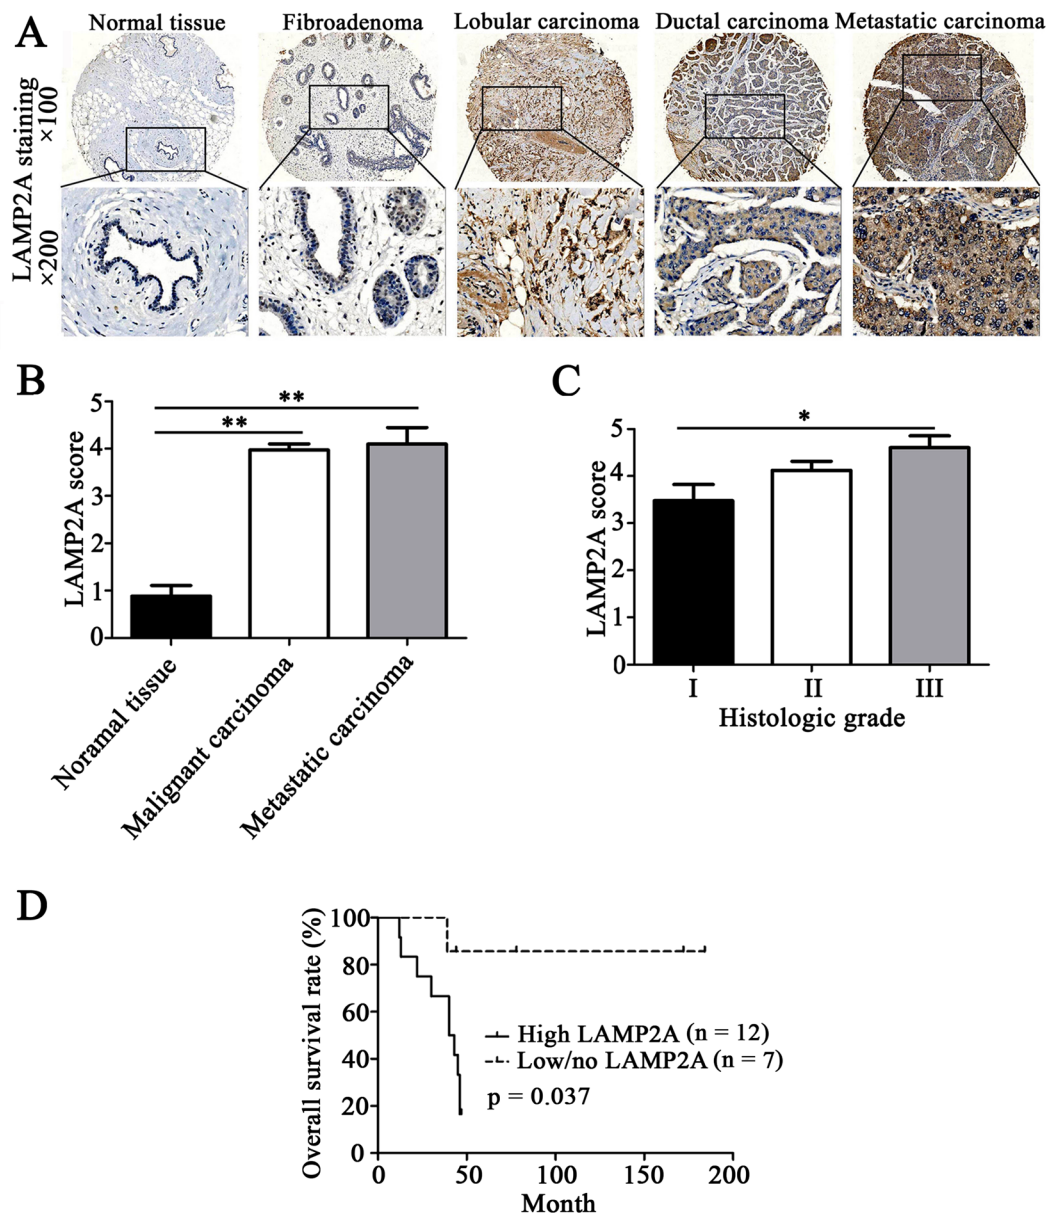 A
Normal tissue
Fibroadenoma
Lobular carcinoma
Ductal carcinoma
Metastatic carcinoma
LAMP2A staining
×100
×200
B
LAMP2A score
5
4
3
2
1
0
**
**
Noramal tissue
Malignant carcinoma
Metastatic carcinoma
C
LAMP2A score
5
4
3
2
1
0
*
I
II
III
Histologic grade
D
Overall survival rate (%)
100
80
60
40
20
0
High LAMP2A (n = 12)
Low/no LAMP2A (n = 7)
p = 0.037
0
50
100
150
200
Month